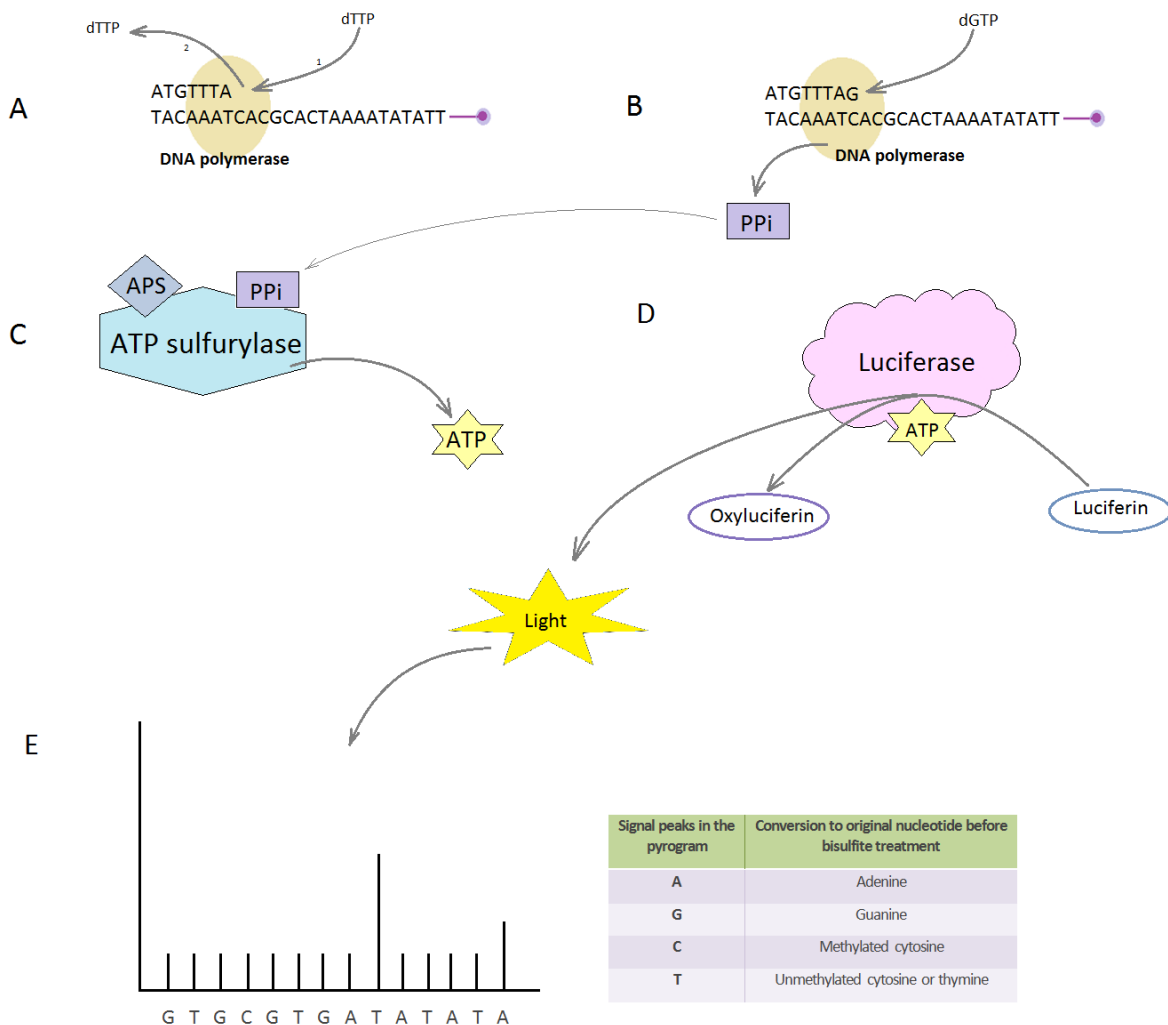 dTTP
dTTP
2
1
ATGTTTA
TACAAATCACGCACTAAAATATATT
DNA polymerase
A
dGTP
ATGTTTAG
TACAAATCACGCACTAAAATATATT
DNA polymerase
B
PPi
APS
PPi
ATP sulfurylase
C
ATP
D
Luciferase
ATP
Oxyluciferin
Luciferin
Light
E
G T G C G T G A T A T A T A
Signal peaks in the pyrogram
Conversion to original nucleotide before bisulfite treatment
A Adenine
G Guanine
C Methylated cytosine
T Unmethylated cytosine or thymine